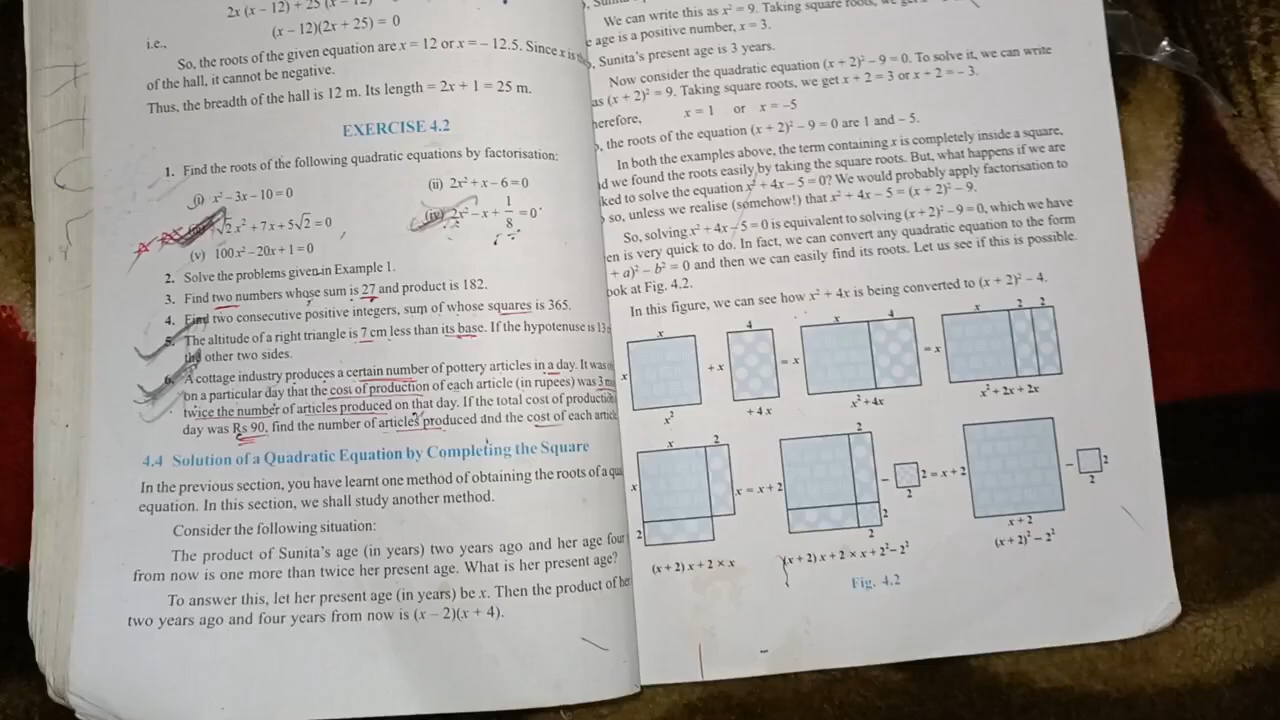 2x (x – 12) + 25 (x – 12)
i.e., (x – 12)(2x + 25) = 0
So, the roots of the given equation are x = 12 or x = – 12.5. Since x is the
of the hall, it cannot be negative.
Thus, the breadth of the hall is 12 m. Its length = 2x + 1 = 25 m.
EXERCISE 4.2
1. Find the roots of the following quadratic equations by factorisation:
(i) x² – 3x – 10 = 0 (ii) 2x² + x – 6 = 0
√2 x² + 7x + 5√2 = 0 (iv) 2x² – x + 1/8 = 0
(v) 100x² – 20x + 1 = 0
2. Solve the problems given in Example 1.
3. Find two numbers whose sum is 27 and product is 182.
4. Find two consecutive positive integers, sum of whose squares is 365.
5. The altitude of a right triangle is 7 cm less than its base. If the hypotenuse is 13
the other two sides.
6. A cottage industry produces a certain number of pottery articles in a day. It was
on a particular day that the cost of production of each article (in rupees) was 3
twice the number of articles produced on that day. If the total cost of production
day was Rs 90, find the number of articles produced and the cost of each
4.4 Solution of a Quadratic Equation by Completing the Square
In the previous section, you have learnt one method of obtaining the roots of a
equation. In this section, we shall study another method.
Consider the following situation:
The product of Sunita's age (in years) two years ago and her age four
from now is one more than twice her present age. What is her present age?
To answer this, let her present age (in years) be x. Then the product of her
two years ago and four years from now is (x – 2)(x + 4).
We can write this as x² = 9. Taking square roots, we get
age is a positive number, x = 3.
Sunita's present age is 3 years.
Now consider the quadratic equation (x + 2)² – 9 = 0. To solve it, we can write
as (x + 2)² = 9. Taking square roots, we get x + 2 = 3 or x + 2 = – 3.
herefore, x = 1 or x = –5
, the roots of the equation (x + 2)² – 9 = 0 are 1 and – 5.
In both the examples above, the term containing x is completely inside a square,
d we found the roots easily by taking the square roots. But, what happens if we are
ked to solve the equation x² + 4x – 5 = 0? We would probably apply factorisation to
so, unless we realise (somehow!) that x² + 4x – 5 = (x + 2)² – 9.
So, solving x² + 4x – 5 = 0 is equivalent to solving (x + 2)² – 9 = 0, which we have
en is very quick to do. In fact, we can convert any quadratic equation to the form
+ a)² – b² = 0 and then we can easily find its roots. Let us see if this is possible.
ook at Fig. 4.2.
In this figure, we can see how x² + 4x is being converted to (x + 2)² – 4.
x 4 x 4 x 2 2
x + x = x = x
x² + 4x x² + 4x x² + 2x + 2x
x 2 2
x x = x + 2 – 2 = x + 2 – 2
2 2 2 2
2 x + 2
(x + 2) x + 2 × x (x + 2) x + 2 × x + 2² – 2² (x + 2)² – 2²
Fig. 4.2